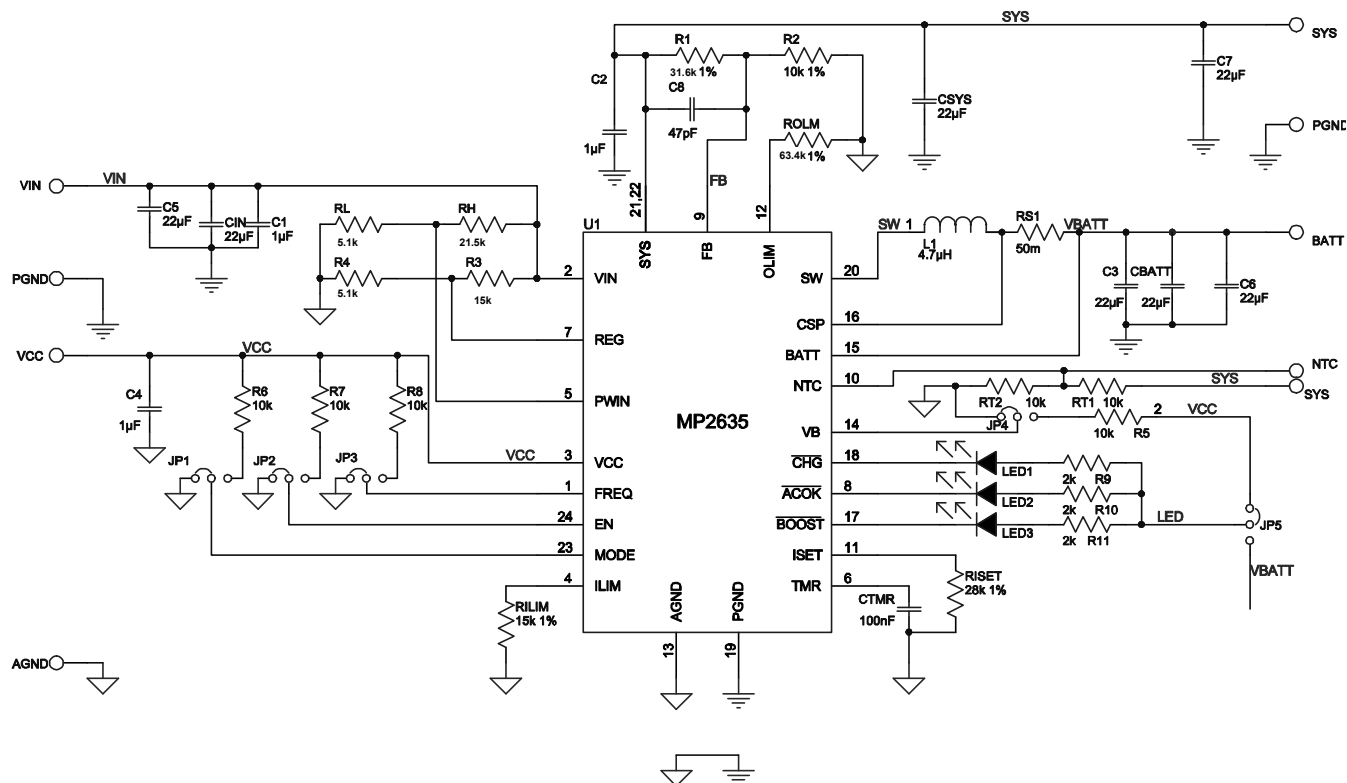 SYS
SYS
R1
31.6k 1%
R2
10k 1%
C2
1µF
C8
47pF
ROLM
63.4k 1%
CSYS
22µF
C7
22µF
PGND
VIN
VIN
C5
22µF
CIN
22µF
C1
1µF
RL
5.1k
RH
21.5k
R4
5.1k
R3
15k
21,22
FB
9
12
U1
SYS
FB
OLIM
SW 1
L1
4.7µH
RS1
50m
VBATT
BATT
C3
22µF
CBATT
22µF
C6
22µF
PGND
2
VIN
SW
20
CSP
16
7
REG
BATT
15
VCC
VCC
C4
1µF
R6
10k
R7
10k
R8
10k
NTC
10
NTC
SYS
SYS
RT2
10k
RT1
10k
JP4
10k
R5
2
VCC
5
PWIN
MP2635
VB
14
JP1
JP2
JP3
VCC
3
VCC
CHG
18
LED1
2k
R9
1
FREQ
ACOK
8
LED2
2k
R10
24
EN
BOOST
17
LED3
2k
R11
LED
JP5
VBATT
23
MODE
ISET
11
4
ILIM
TMR
6
RILIM
15k 1%
CTMR
100nF
RISET
28k 1%
AGND
PGND
13
19
AGND